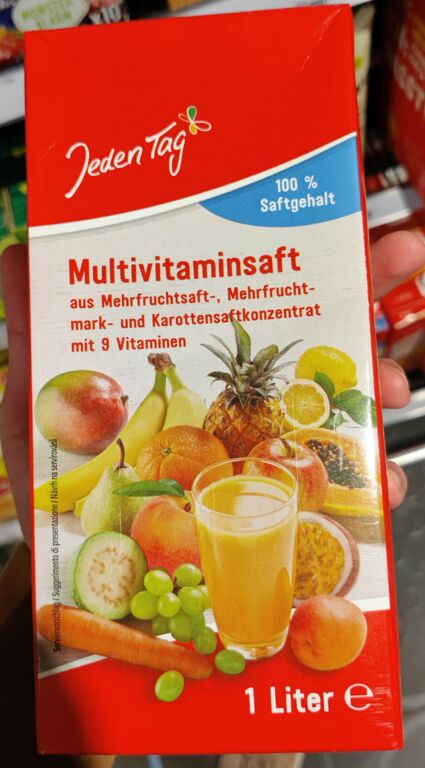 Jeden Tag
100 %
Saftgehalt
Multivitaminsaft
aus Mehrfruchtsaft-, Mehrfrucht-
mark- und Karottensaftkonzentrat
mit 9 Vitaminen
Serviervorschlag / Suggerimento di presentazione / Návrh na servírování
1 Liter ℮